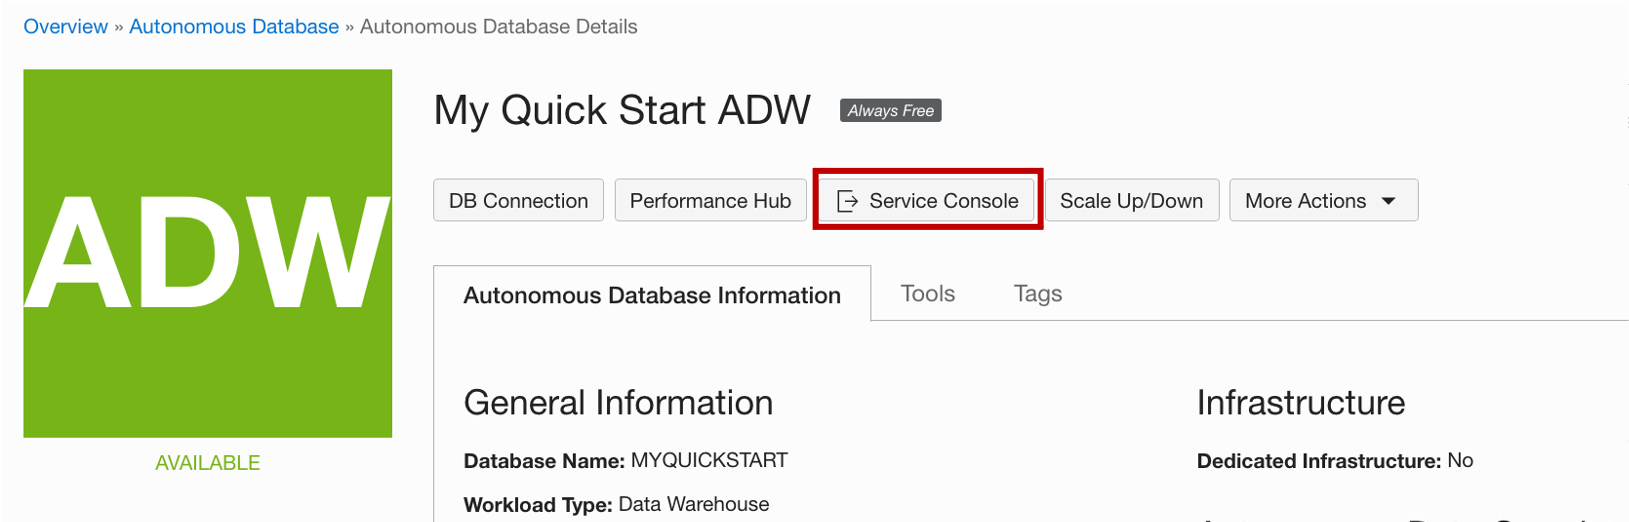 Overview » Autonomous Database » Autonomous Database Details
ADW
AVAILABLE
My Quick Start ADW Always Free
DB Connection Performance Hub Service Console Scale Up/Down More Actions
Autonomous Database Information Tools Tags
General Information
Database Name: MYQUICKSTART
Workload Type: Data Warehouse
Infrastructure
Dedicated Infrastructure: No